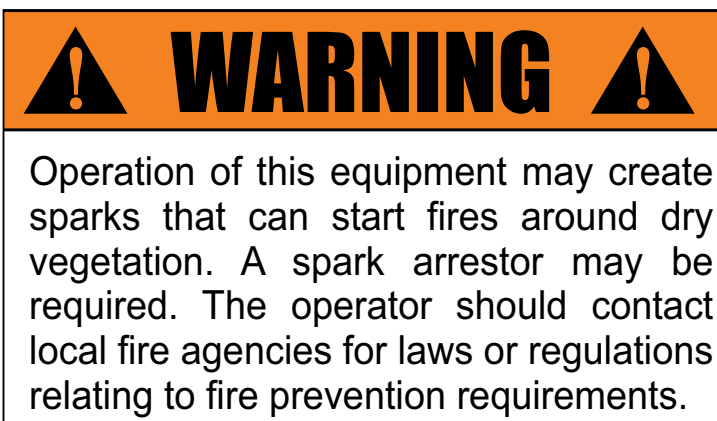 WARNING
Operation of this equipment may create
sparks that can start fires around dry
vegetation. A spark arrestor may be
required. The operator should contact
local fire agencies for laws or regulations
relating to fire prevention requirements.